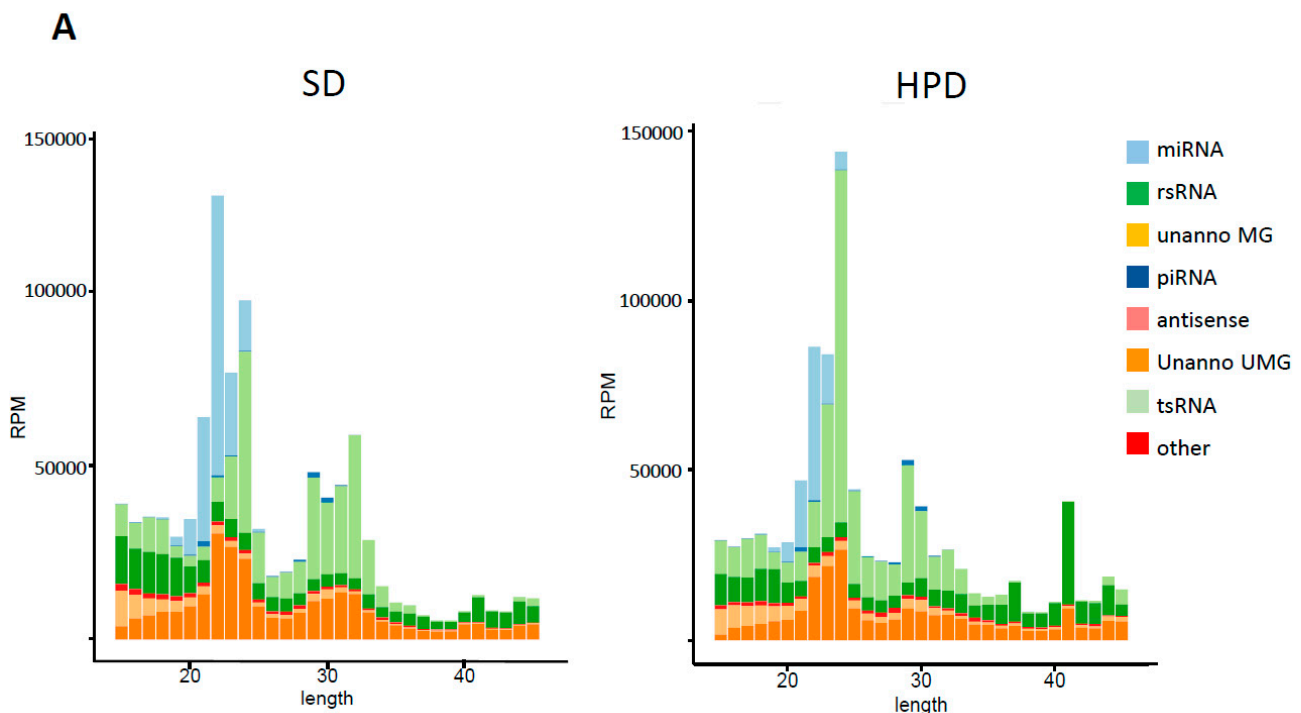 A
SD
HPD
150000
100000
50000
RPM
20
30
40
length
150000
100000
50000
RPM
20
30
40
length
miRNA
rsRNA
unanno MG
piRNA
antisense
Unanno UMG
tsRNA
other